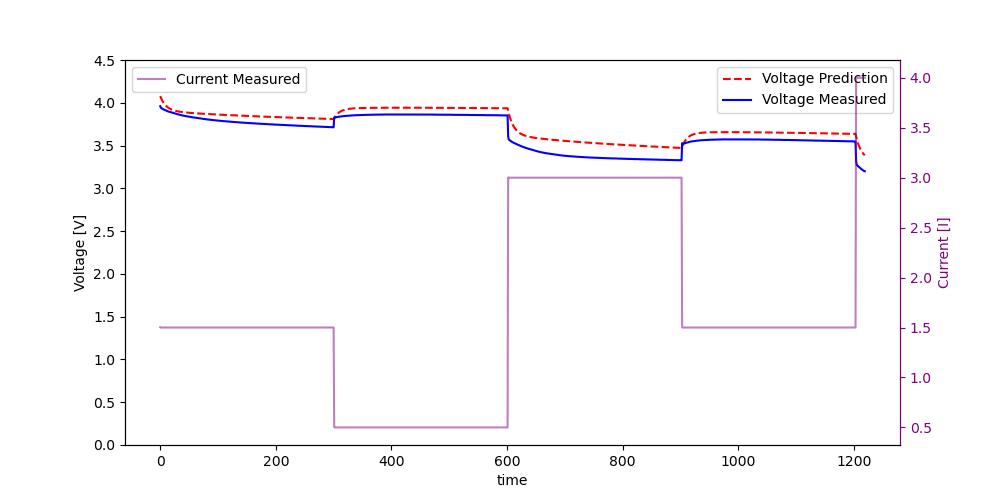 Current Measured
Voltage Prediction
Voltage Measured
4.5
4.0
3.5
3.0
2.5
2.0
1.5
1.0
0.5
0.0
Voltage [V]
4.0
3.5
3.0
2.5
2.0
1.5
1.0
0.5
Current [I]
0 200 400 600 800 1000 1200
time